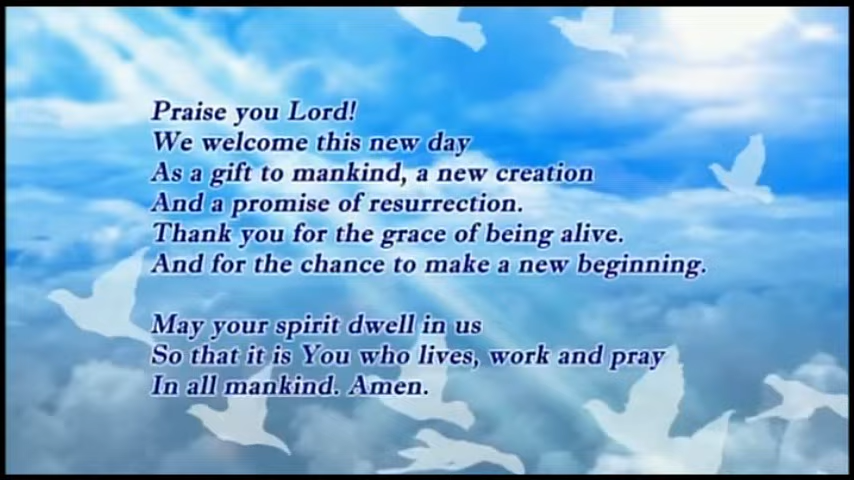 Praise you Lord!
We welcome this new day
As a gift to mankind, a new creation
And a promise of resurrection.
Thank you for the grace of being alive.
And for the chance to make a new beginning.
May your spirit dwell in us
So that it is You who lives, work and pray
In all mankind. Amen.